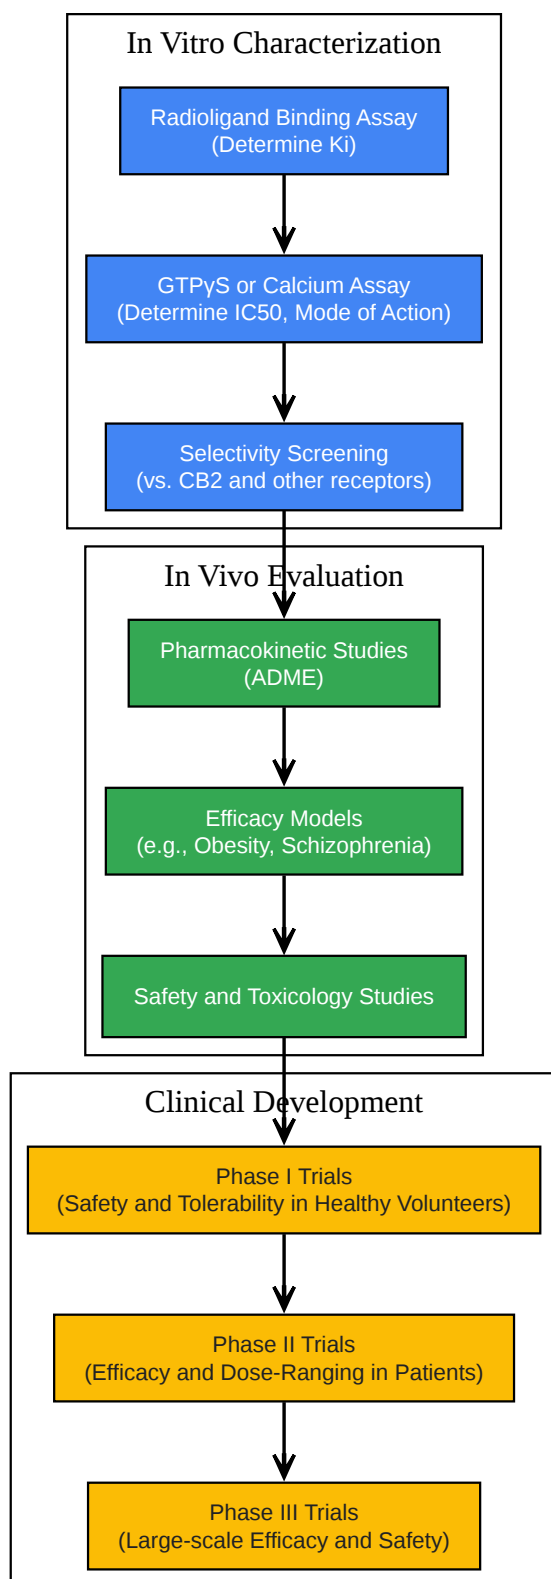 In Vitro Characterization
Radioligand Binding Assay
(Determine Ki)
GTPγS or Calcium Assay
(Determine IC50, Mode of Action)
Selectivity Screening
(vs. CB2 and other receptors)
In Vivo Evaluation
Pharmacokinetic Studies
(ADME)
Efficacy Models
(e.g., Obesity, Schizophrenia)
Safety and Toxicology Studies
Clinical Development
Phase I Trials
(Safety and Tolerability in Healthy Volunteers)
Phase II Trials
(Efficacy and Dose-Ranging in Patients)
Phase III Trials
(Large-scale Efficacy and Safety)